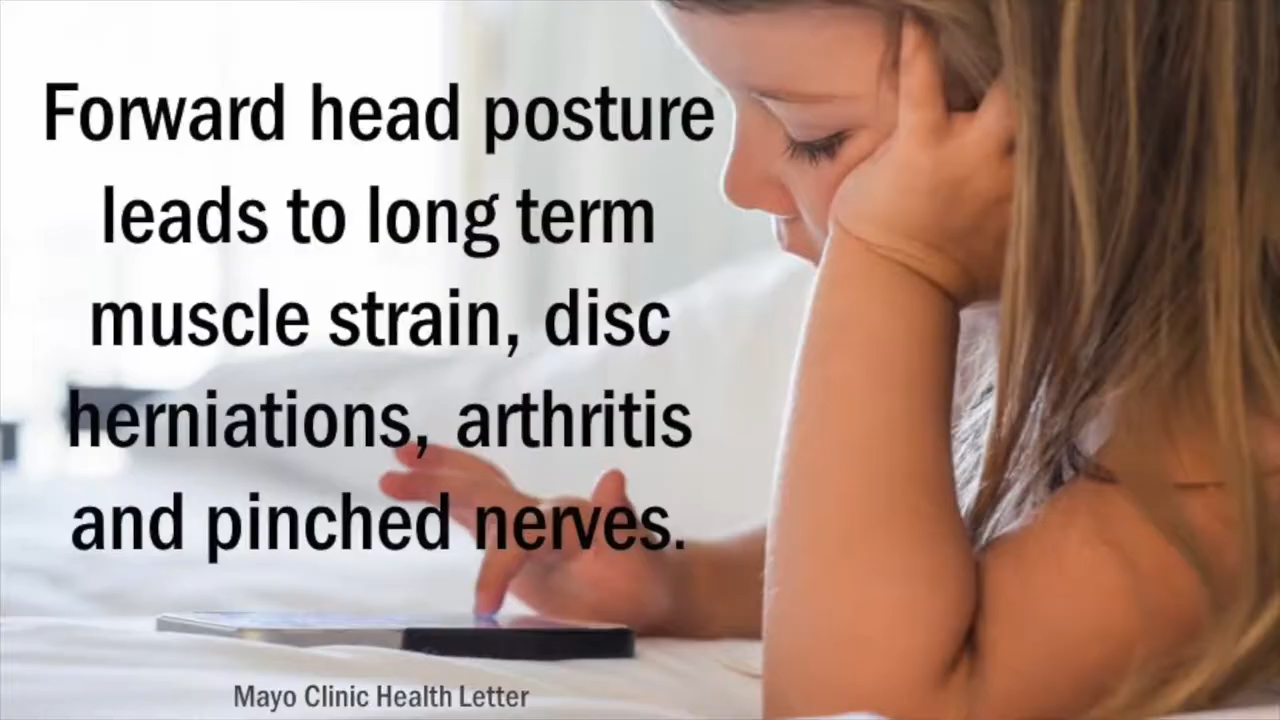 Forward head posture
leads to long term
muscle strain, disc
herniations, arthritis
and pinched nerves.
Mayo Clinic Health Letter